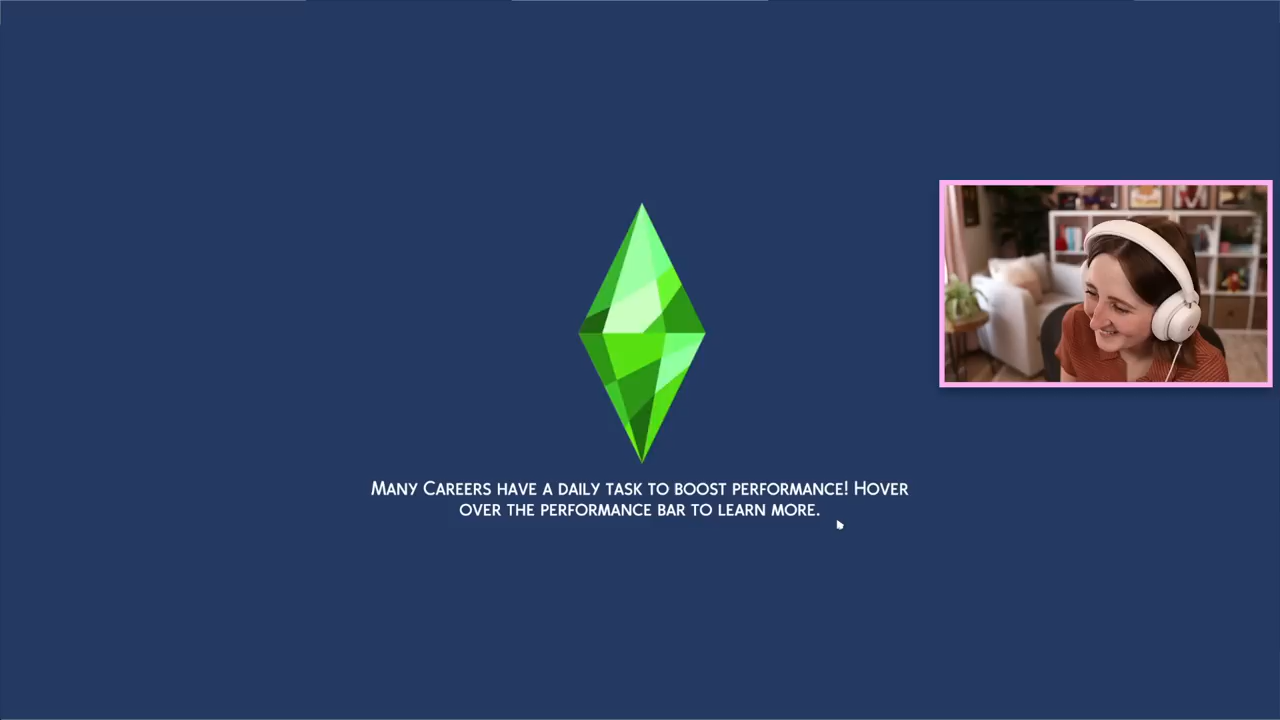 Many Careers have a daily task to boost performance! Hover
over the performance bar to learn more.